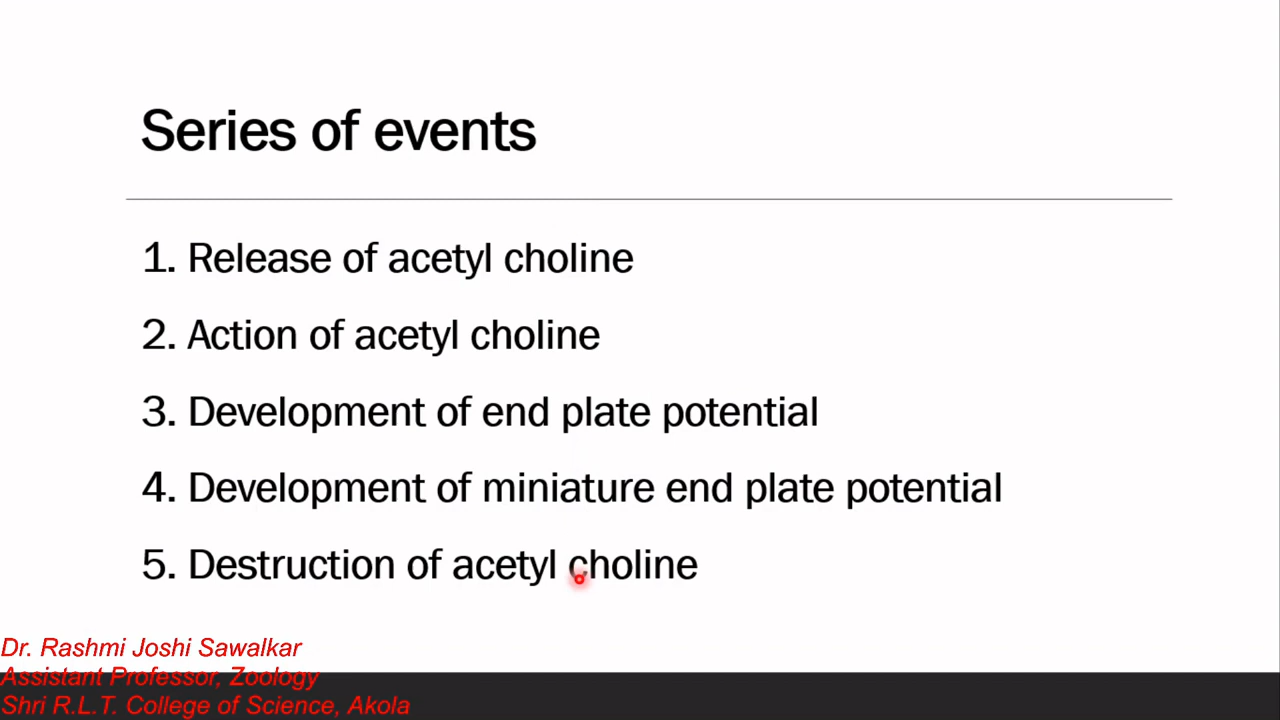 Series of events
1. Release of acetyl choline
2. Action of acetyl choline
3. Development of end plate potential
4. Development of miniature end plate potential
5. Destruction of acetyl choline
Dr. Rashmi Joshi Sawalkar
Assistant Professor, Zoology
Shri R.L.T. College of Science, Akola